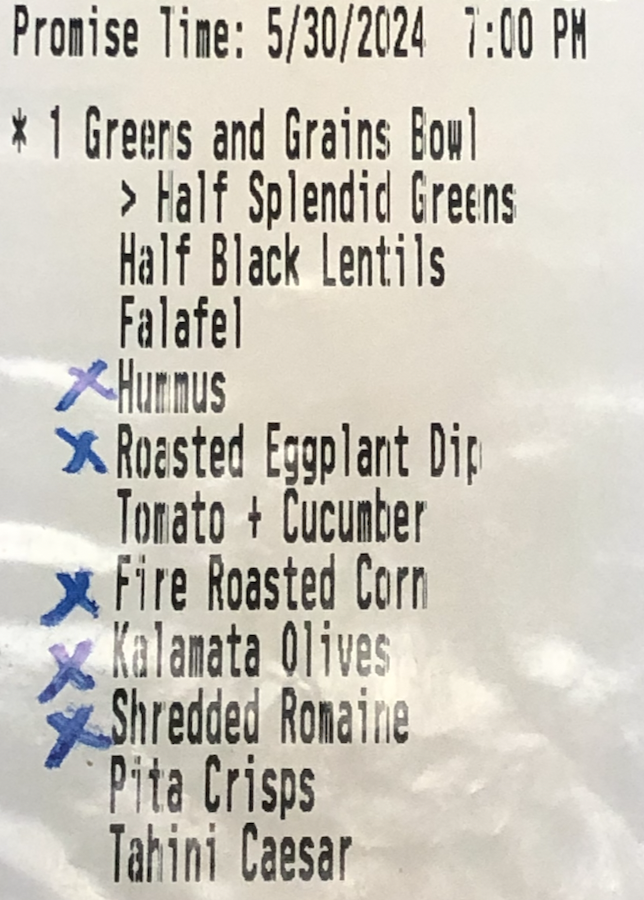 Promise Time: 5/30/2024 7:00 PM
* 1 Greens and Grains Bowl
> Half Splendid Greens
Half Black Lentils
Falafel
x Hummus
x Roasted Eggplant Dip
Tomato + Cucumber
x Fire Roasted Corn
x Kalamata Olives
x Shredded Romaine
Pita Crisps
Tahini Caesar